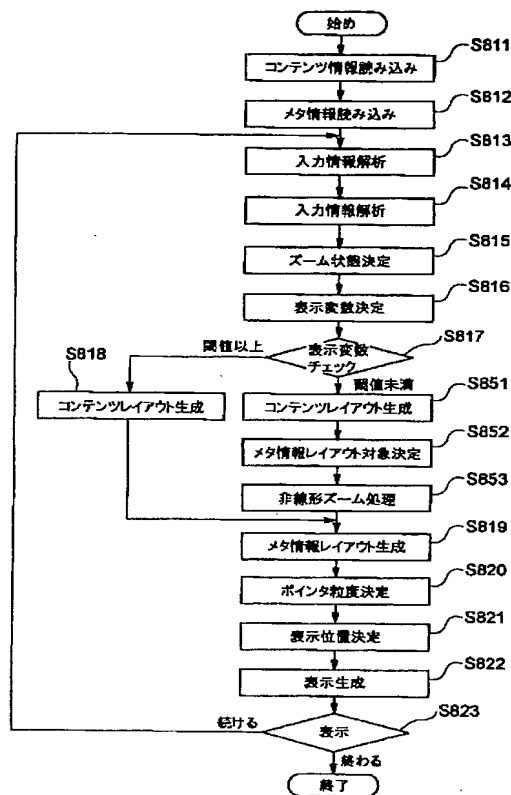 始め
S811
コンテンツ情報読み込み
S812
メタ情報読み込み
S813
入力情報解析
S814
入力情報解析
S815
ズーム状態決定
S816
表示変数決定
S817
閾値以上
表示変数
チェック
S818
閾値未満
S851
コンテンツレイアウト生成
コンテンツレイアウト生成
S852
メタ情報レイアウト対象決定
S853
非線形ズーム処理
S819
メタ情報レイアウト生成
S820
ポインタ粒度決定
S821
表示位置決定
S822
表示生成
S823
続ける
表示
終わる
終了